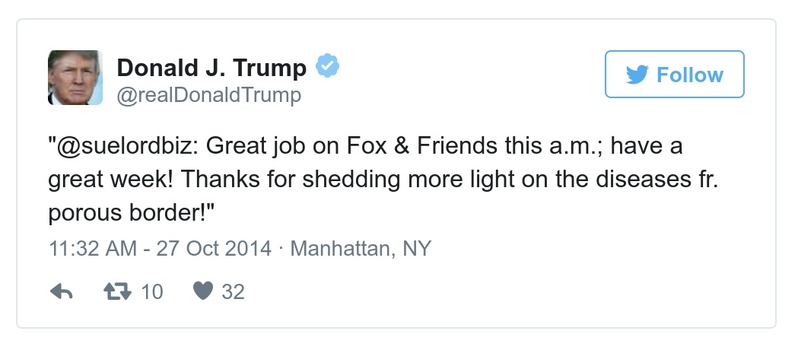 Donald J. Trump
@realDonaldTrump
Follow
"@suelordbiz: Great job on Fox & Friends this a.m.; have a
great week! Thanks for shedding more light on the diseases fr.
porous border!"
11:32 AM - 27 Oct 2014 · Manhattan, NY
10 32